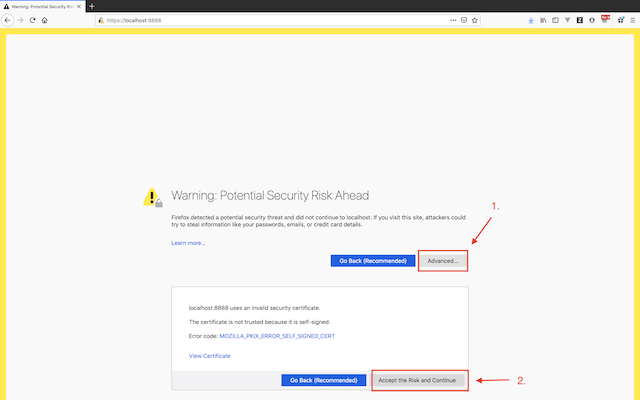 Warning: Potential Security Risk
https://localhost:8888
Warning: Potential Security Risk Ahead
Firefox detected a potential security threat and did not continue to localhost. If you visit this site, attackers could
try to steal information like your passwords, emails, or credit card details.
Learn more...
1.
Go Back (Recommended) Advanced...
localhost:8888 uses an invalid security certificate.
The certificate is not trusted because it is self-signed.
Error code: MOZILLA_PKIX_ERROR_SELF_SIGNED_CERT
View Certificate
Go Back (Recommended) Accept the Risk and Continue 2.